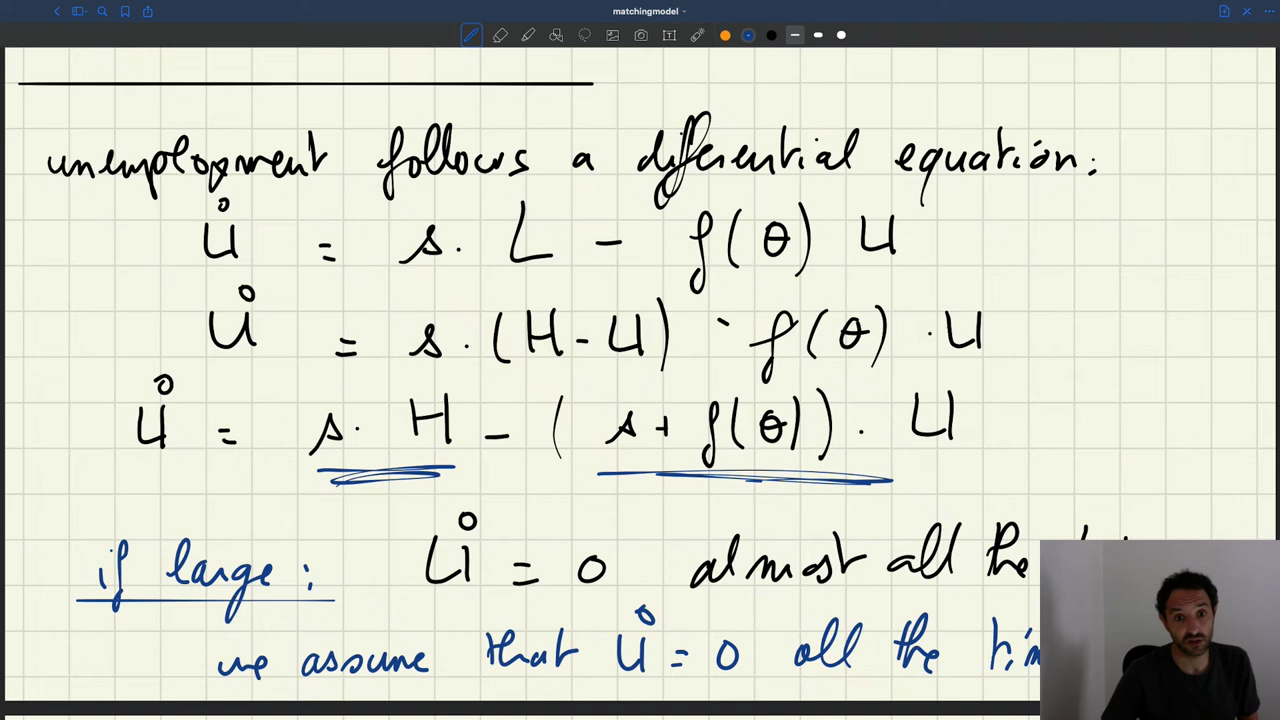 matchingmodel
unemployment follows a differential equation:
U̇ = s. L - f(θ) U
U̇ = s.(H-U) - f(θ) .U
U̇ = s. H - (s+ f(θ)). U
if large: U̇ = 0 almost all the
we assume that U̇ = 0 all the